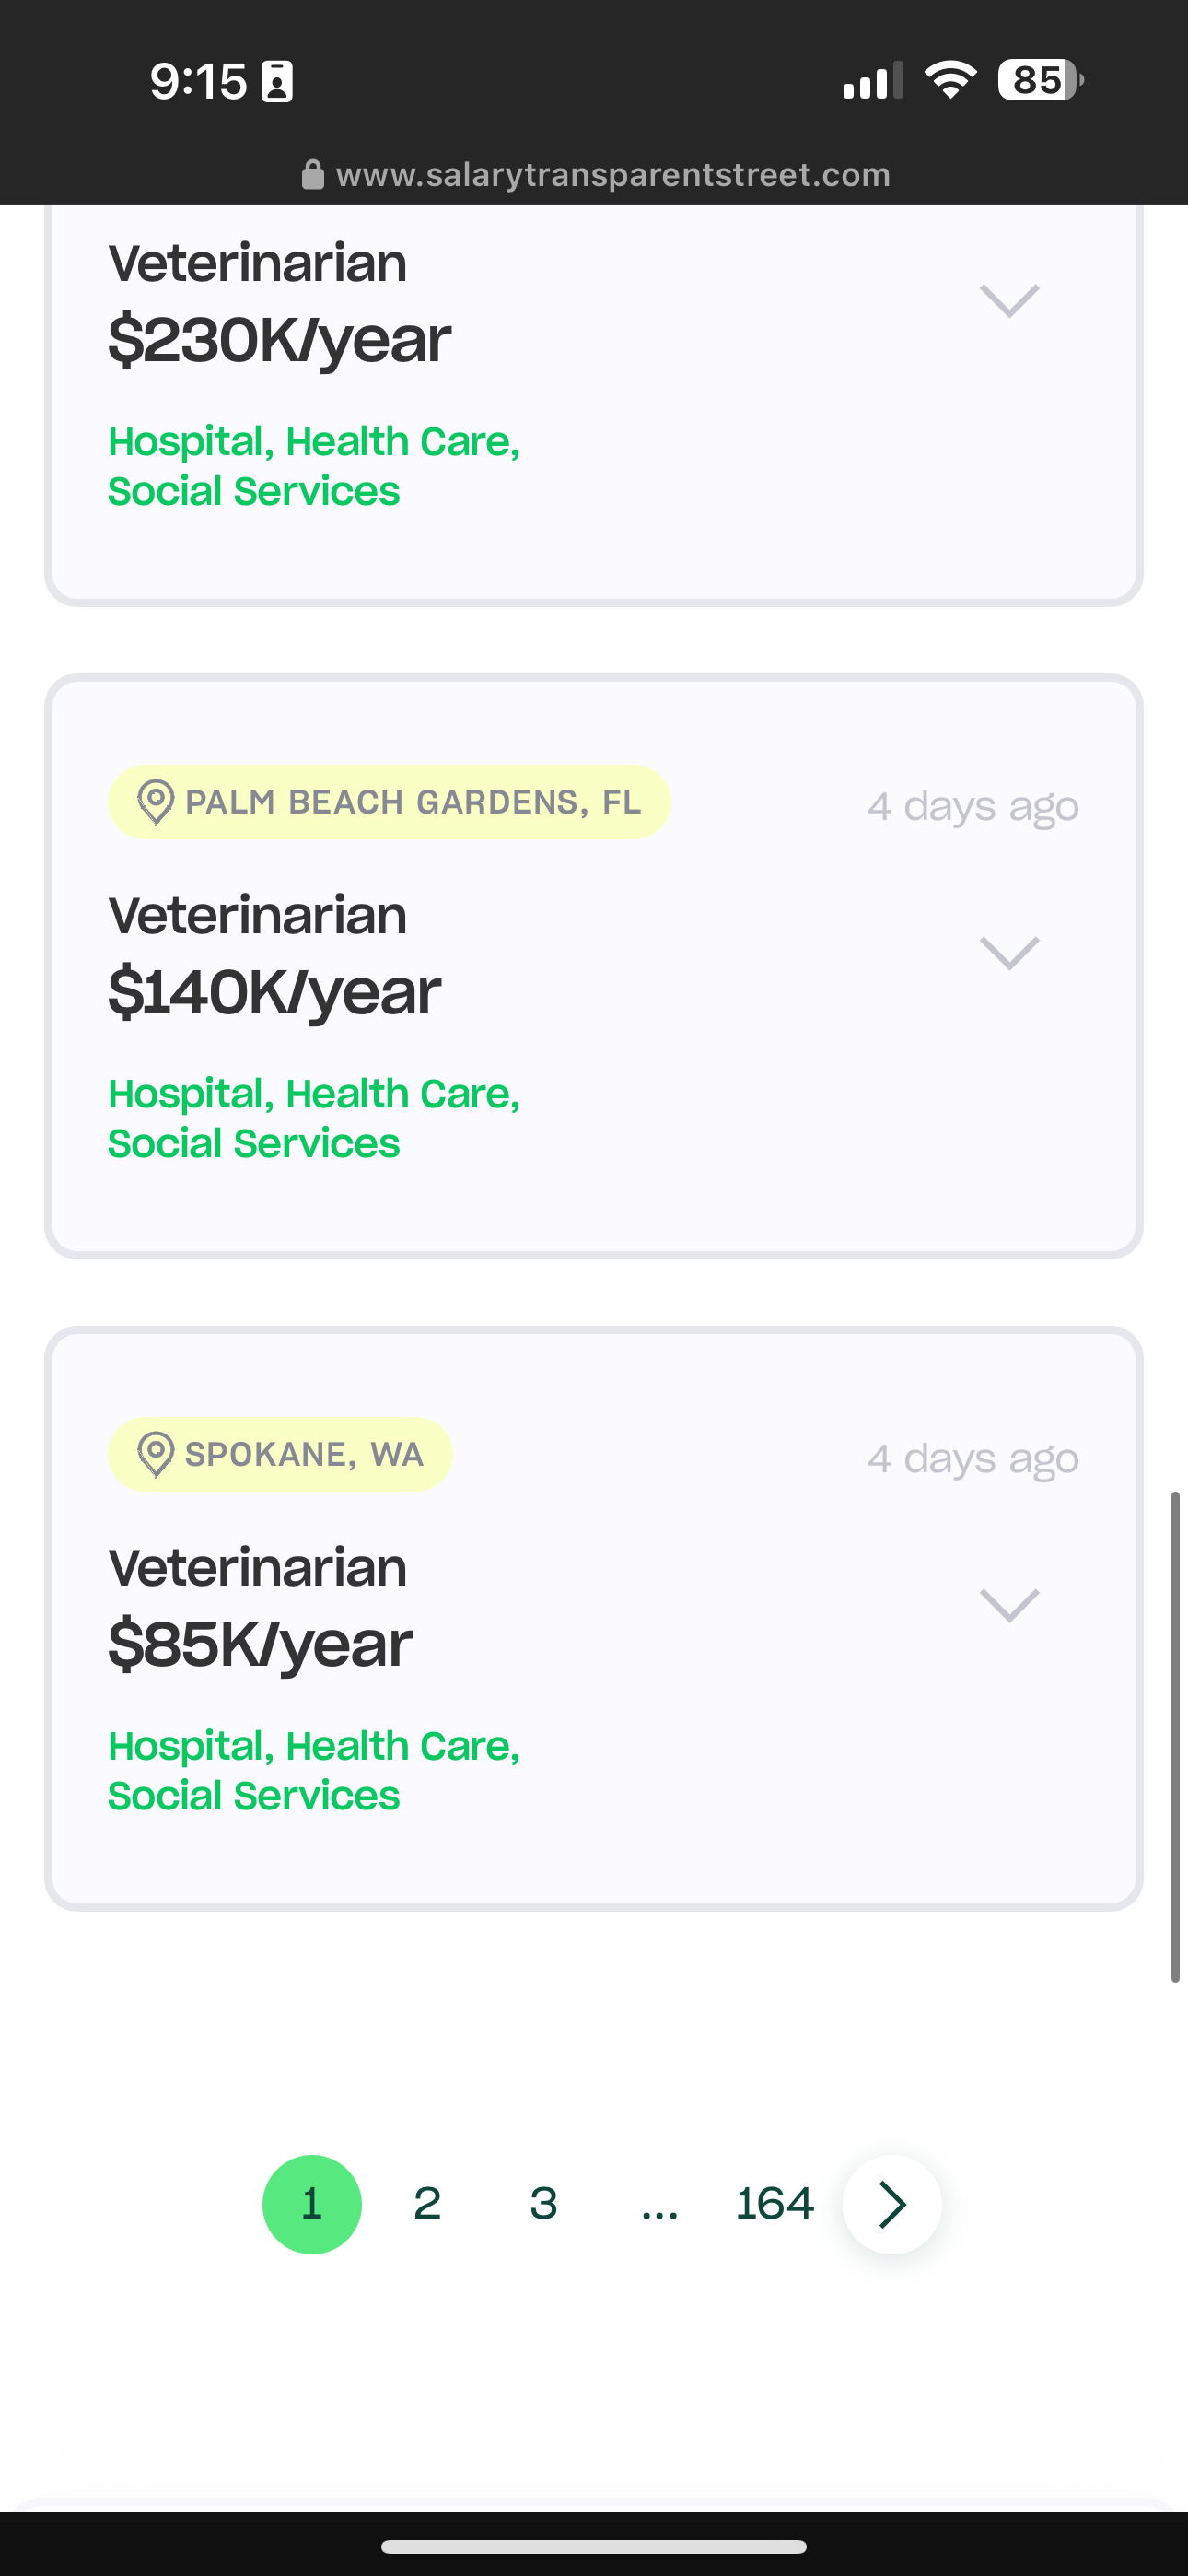 9:15
85
www.salarytransparentstreet.com
Veterinarian
$230K/year
Hospital, Health Care,
Social Services
PALM BEACH GARDENS, FL
4 days ago
Veterinarian
$140K/year
Hospital, Health Care,
Social Services
SPOKANE, WA
4 days ago
Veterinarian
$85K/year
Hospital, Health Care,
Social Services
1 2 3 ... 164